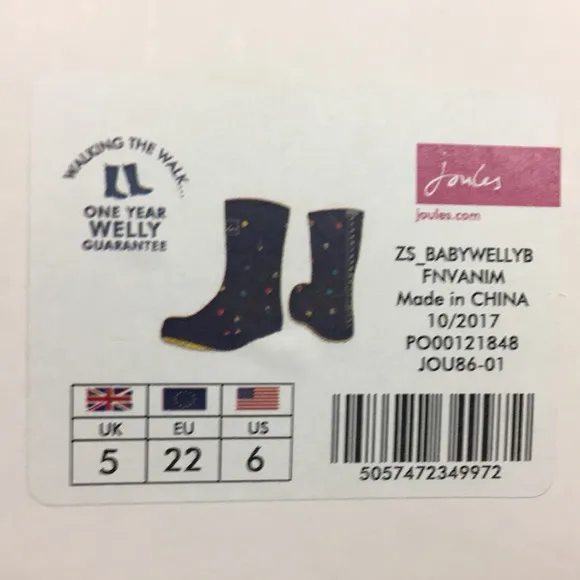 WALKING THE WALK...
ONE YEAR
WELLY
GUARANTEE
Joules
joules.com
ZS_BABYWELLYB
FNVANIM
Made in CHINA
10/2017
PO00121848
JOU86-01
UK EU US
5 22 6
5057472349972